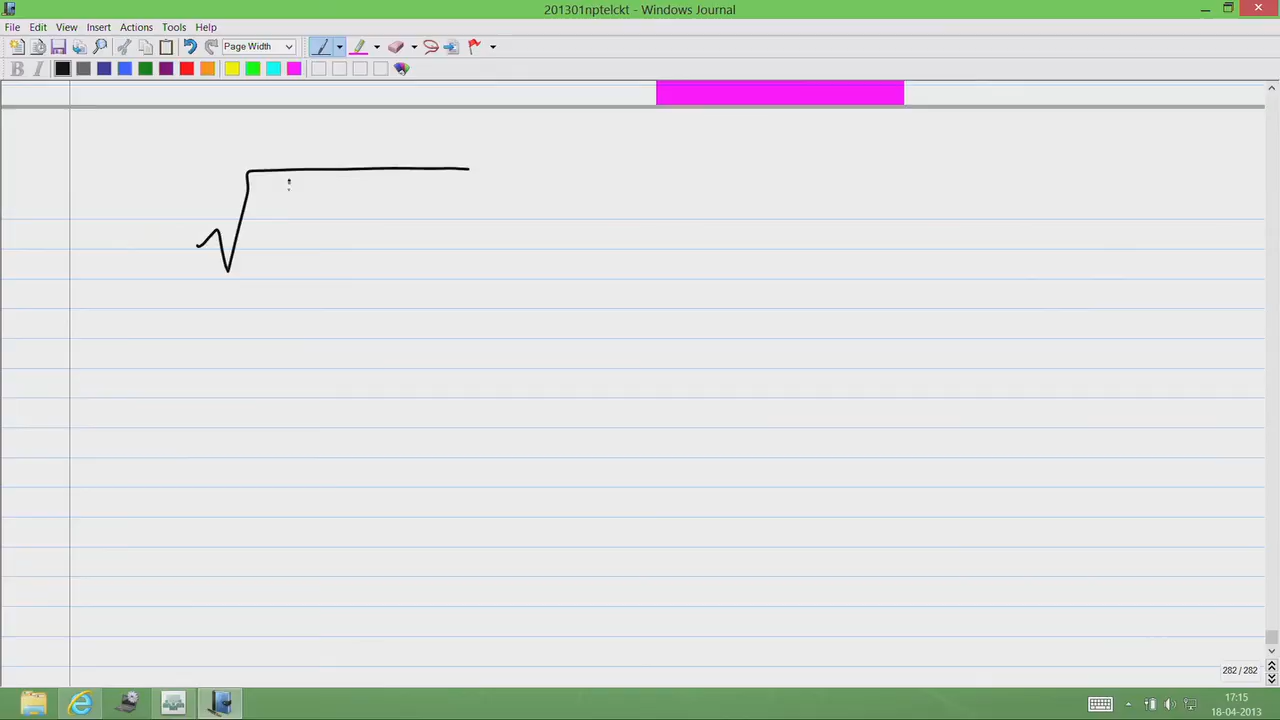 201301nptelckt - Windows Journal
File Edit View Insert Actions Tools Help
Page Width
B I
√
282 / 282
17:15
18-04-2013